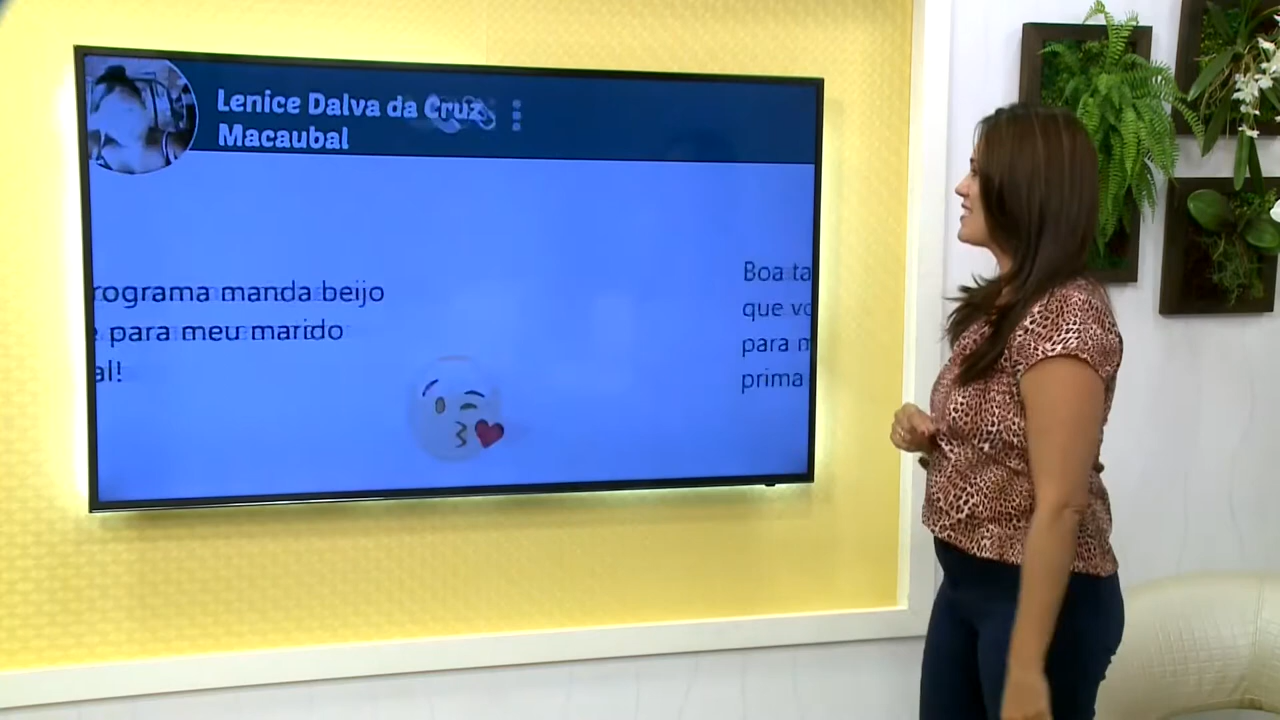 Lenice Dalva da Cruz
Macaubal
rograma manda beijo
e para meu marido
al!
Boa ta
que vo
para m
prima